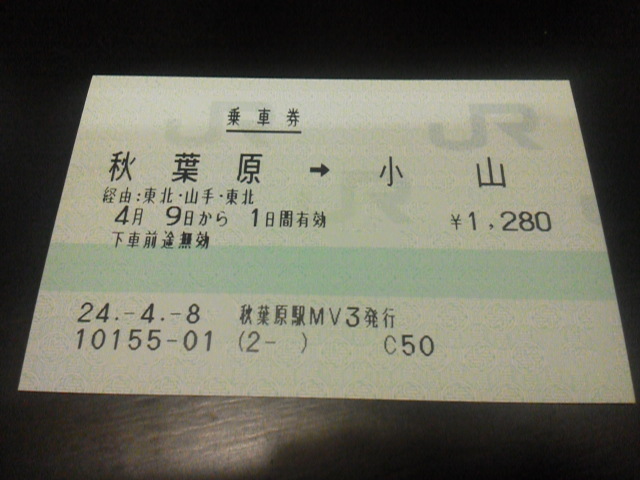 乗車券
秋葉原 → 小山
経由:東北・山手・東北
4月 9日から 1日間有効 ¥1,280
下車前途無効
24.-4.-8 秋葉原駅MV3発行
10155-01 (2- ) C50